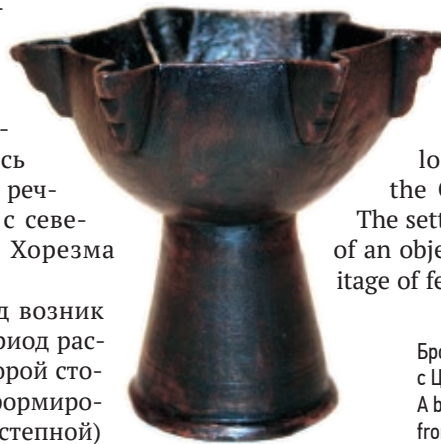 -
-
сь
реч-
с севе-
Хорезма
д возник
риод рас-
орой сто-
ормиро-
степной)
lo
the
The sett
of an obje
itage of fe
Бро
с Ц
A b
fro